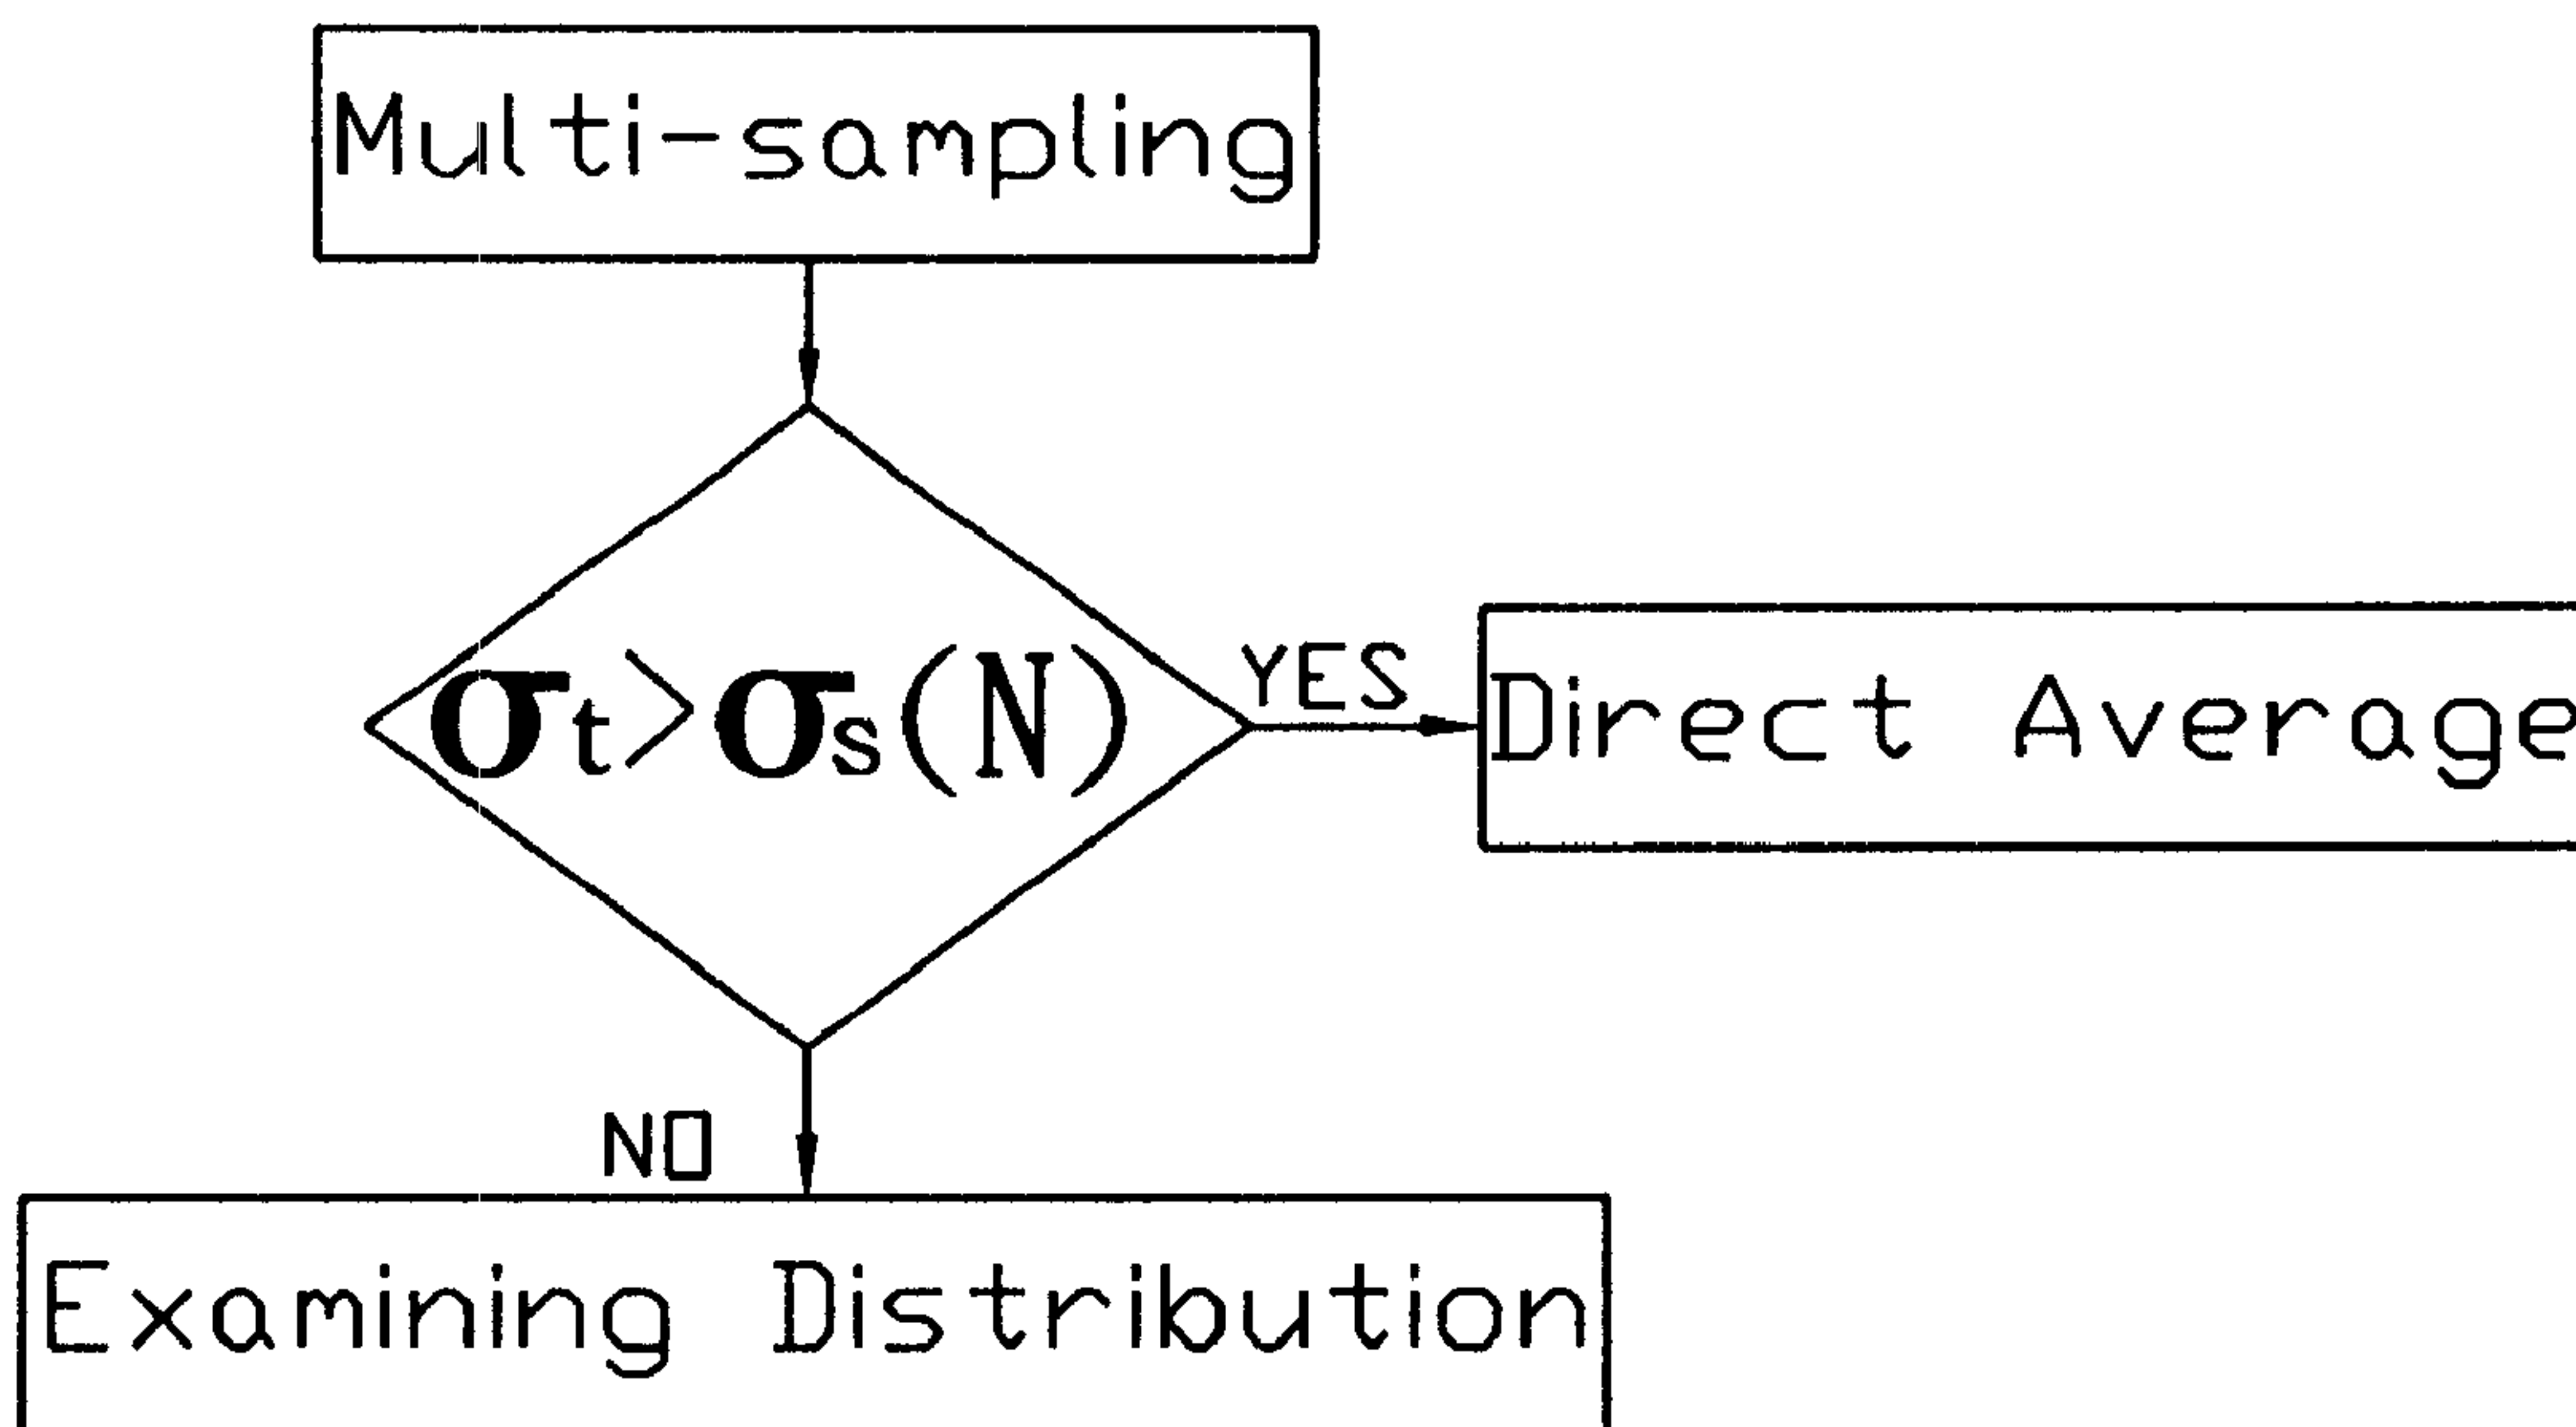 Multi-sampling
σt>σs(N)
YES
Direct Average
NO
Examining Distribution